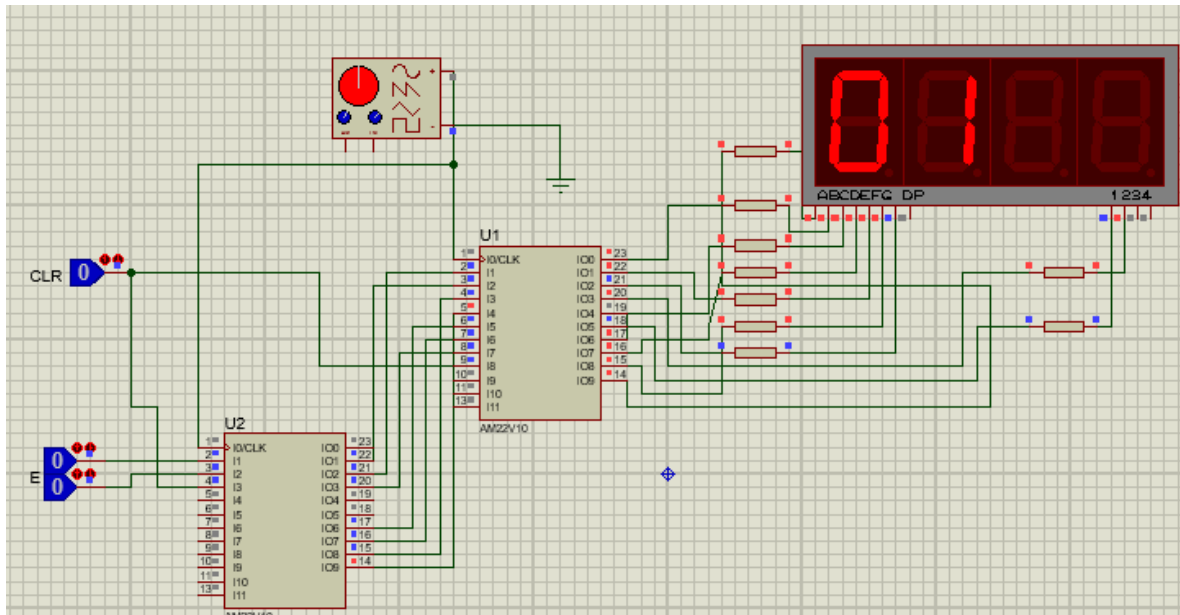 01
ABCDEFG DP
1234
CLR
0
U1
1
2
3
4
5
6
7
8
9
10
11
13
I0/CLK
I1
I2
I3
I4
I5
I6
I7
I8
I9
I10
I11
IO0
IO1
IO2
IO3
IO4
IO5
IO6
IO7
IO8
IO9
23
22
21
20
19
18
17
16
15
14
AM22V10
E
0
0
U2
1
2
3
4
5
6
7
8
9
10
11
13
I0/CLK
I1
I2
I3
I4
I5
I6
I7
I8
I9
I10
I11
IO0
IO1
IO2
IO3
IO4
IO5
IO6
IO7
IO8
IO9
23
22
21
20
19
18
17
16
15
14